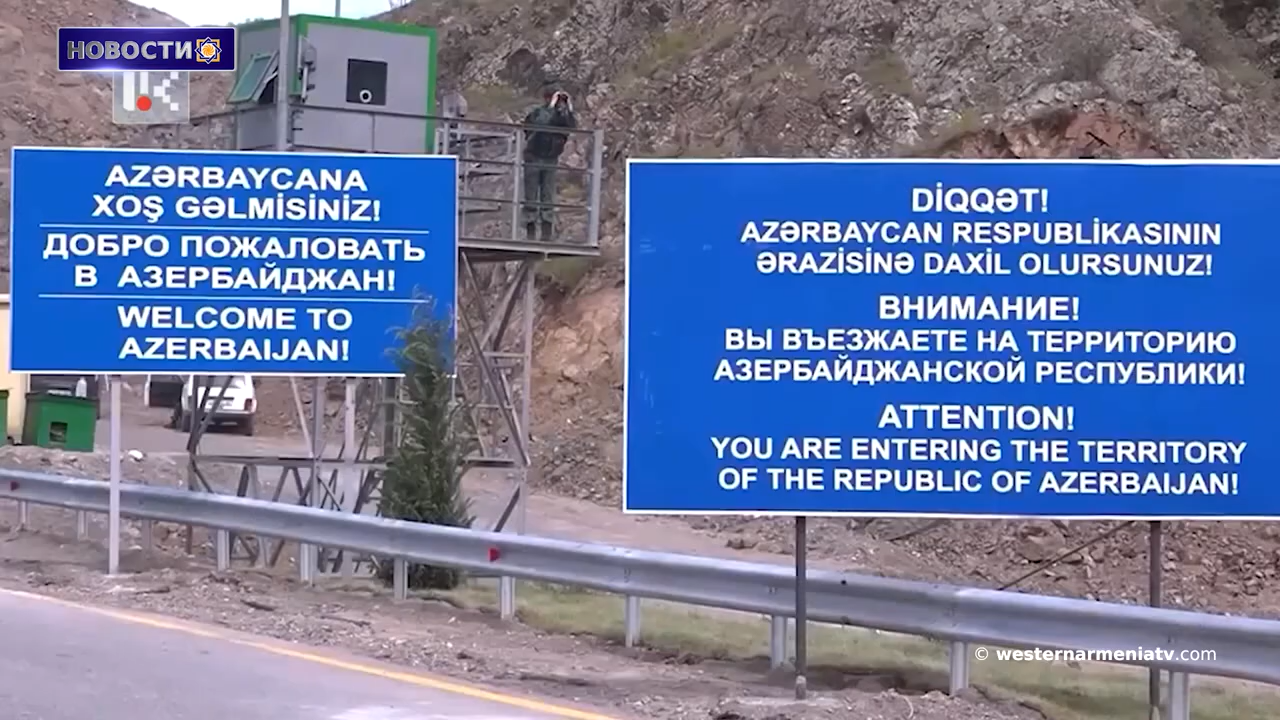 НОВОСТИ
AZƏRBAYCANA
XOŞ GƏLMİSİNİZ!
ДОБРО ПОЖАЛОВАТЬ
В АЗЕРБАЙДЖАН!
WELCOME TO
AZERBAIJAN!
DİQQƏT!
AZƏRBAYCAN RESPUBLİKASININ
ƏRAZİSİNƏ DAXİL OLURSUNUZ!
ВНИМАНИЕ!
ВЫ ВЪЕЗЖАЕТЕ НА ТЕРРИТОРИЮ
АЗЕРБАЙДЖАНСКОЙ РЕСПУБЛИКИ!
ATTENTION!
YOU ARE ENTERING THE TERRITORY
OF THE REPUBLIC OF AZERBAIJAN!
© westernarmeniatv.com